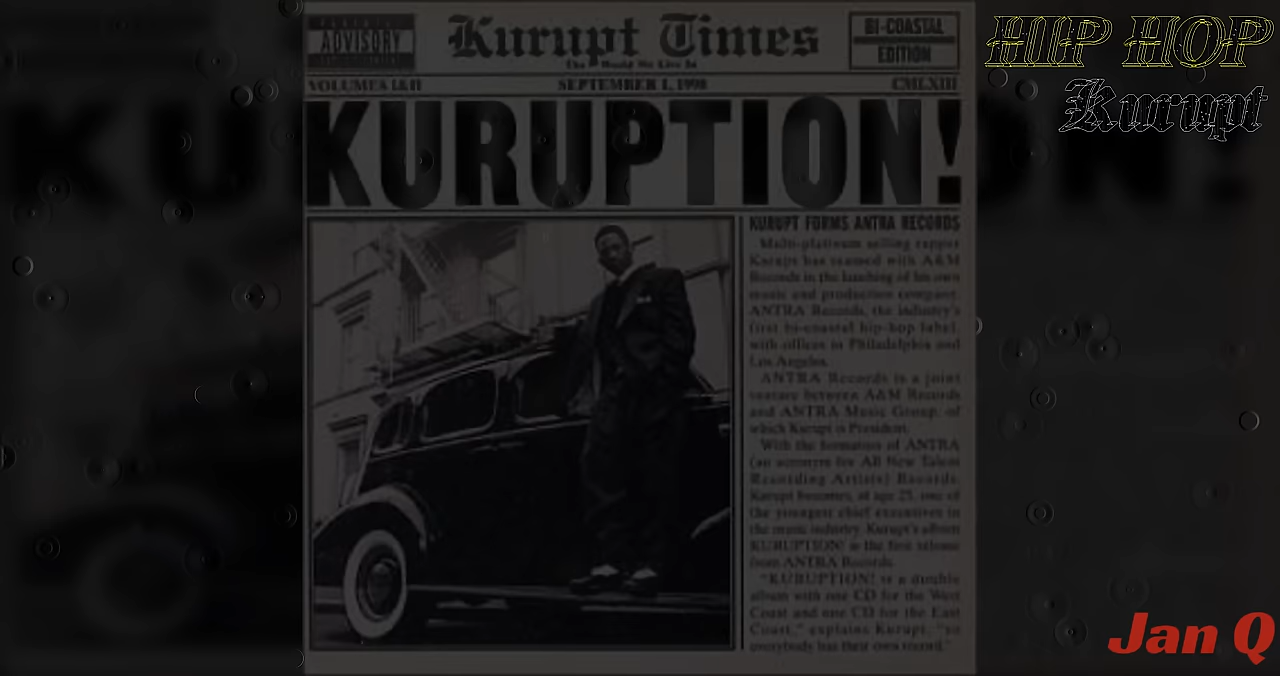 PARENTAL
ADVISORY
Kurupt Times
The World We Live In
BI-COASTAL
EDITION
VOLUMES I & II
SEPTEMBER 1, 1998
CMLXIII
KURUPTION!
KURUPT FORMS ANTRA RECORDS
Multi-platinum selling rapper
Kurupt has teamed with A&M
Records in the launching of his own
music and production company.
ANTRA Records, the industry's
first bi-coastal hip-hop label,
with offices in Philadelphia and
Los Angeles.
ANTRA Records is a joint
venture between A&M Records
and ANTRA Music Group, of
which Kurupt is President.
With the formation of ANTRA
(an acronym for All New Talent
Recording Artists) Records,
Kurupt becomes, at age 25, one of
the youngest chief executives in
the music industry. Kurupt's album
KURUPTION! is the first release
from ANTRA Records.
"KURUPTION! is a double
album with one CD for the West
Coast and one CD for the East
Coast," explains Kurupt, "so
everybody has their own record."
HIP HOP
Kurupt
Jan Q